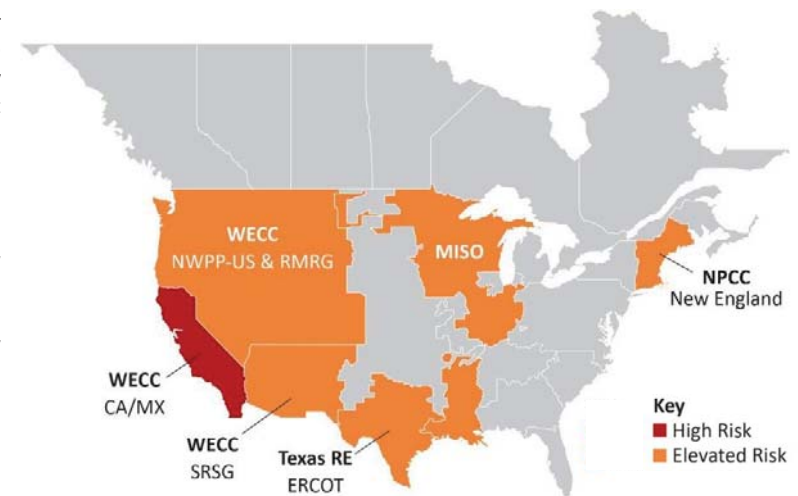 WECC
NWPP-US & RMRG
MISO
NPCC
New England
WECC
CA/MX
WECC
SRSG
Texas RE
ERCOT
Key
High Risk
Elevated Risk